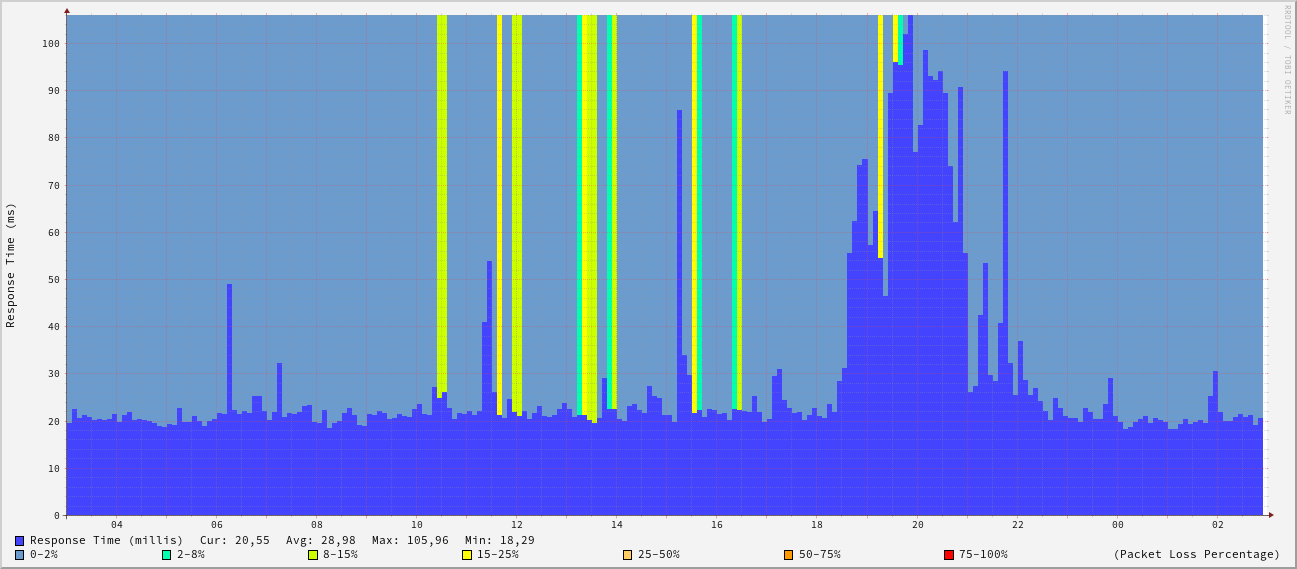 RRDTOOL / TOBI OETIKER
Response Time (ms)
100
90
80
70
60
50
40
30
20
10
0
04 06 08 10 12 14 16 18 20 22 00 02
Response Time (millis) Cur: 20,55 Avg: 28,98 Max: 105,96 Min: 18,29
0-2% 2-8% 8-15% 15-25% 25-50% 50-75% 75-100% (Packet Loss Percentage)